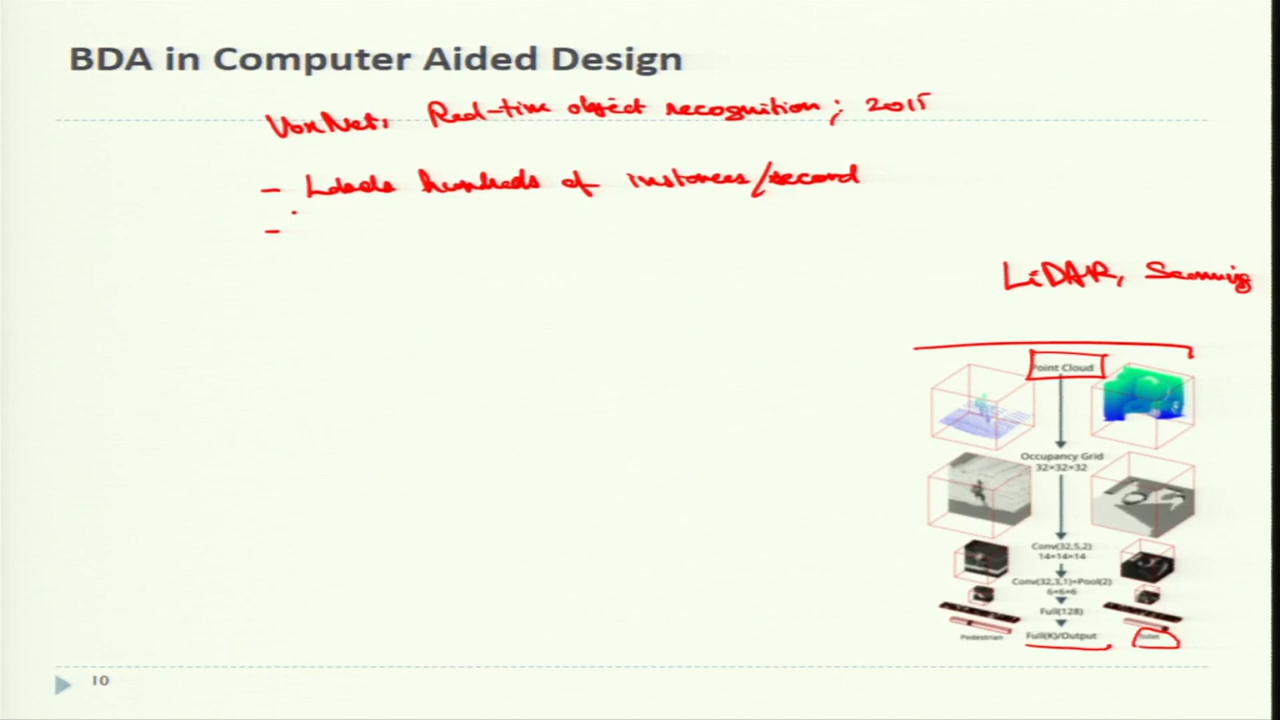 BDA in Computer Aided Design
VoxNet, Real-time object recognition; 2015
- Labels hundreds of instances/second
-
LiDAR, Scanning
Point Cloud
Occupancy Grid
32×32×32
Conv(32,5,2)
14×14×14
Conv(32,3,1)+Pool(2)
6×6×6
Full(128)
Pedestrian Full(K)/Output Toilet
10